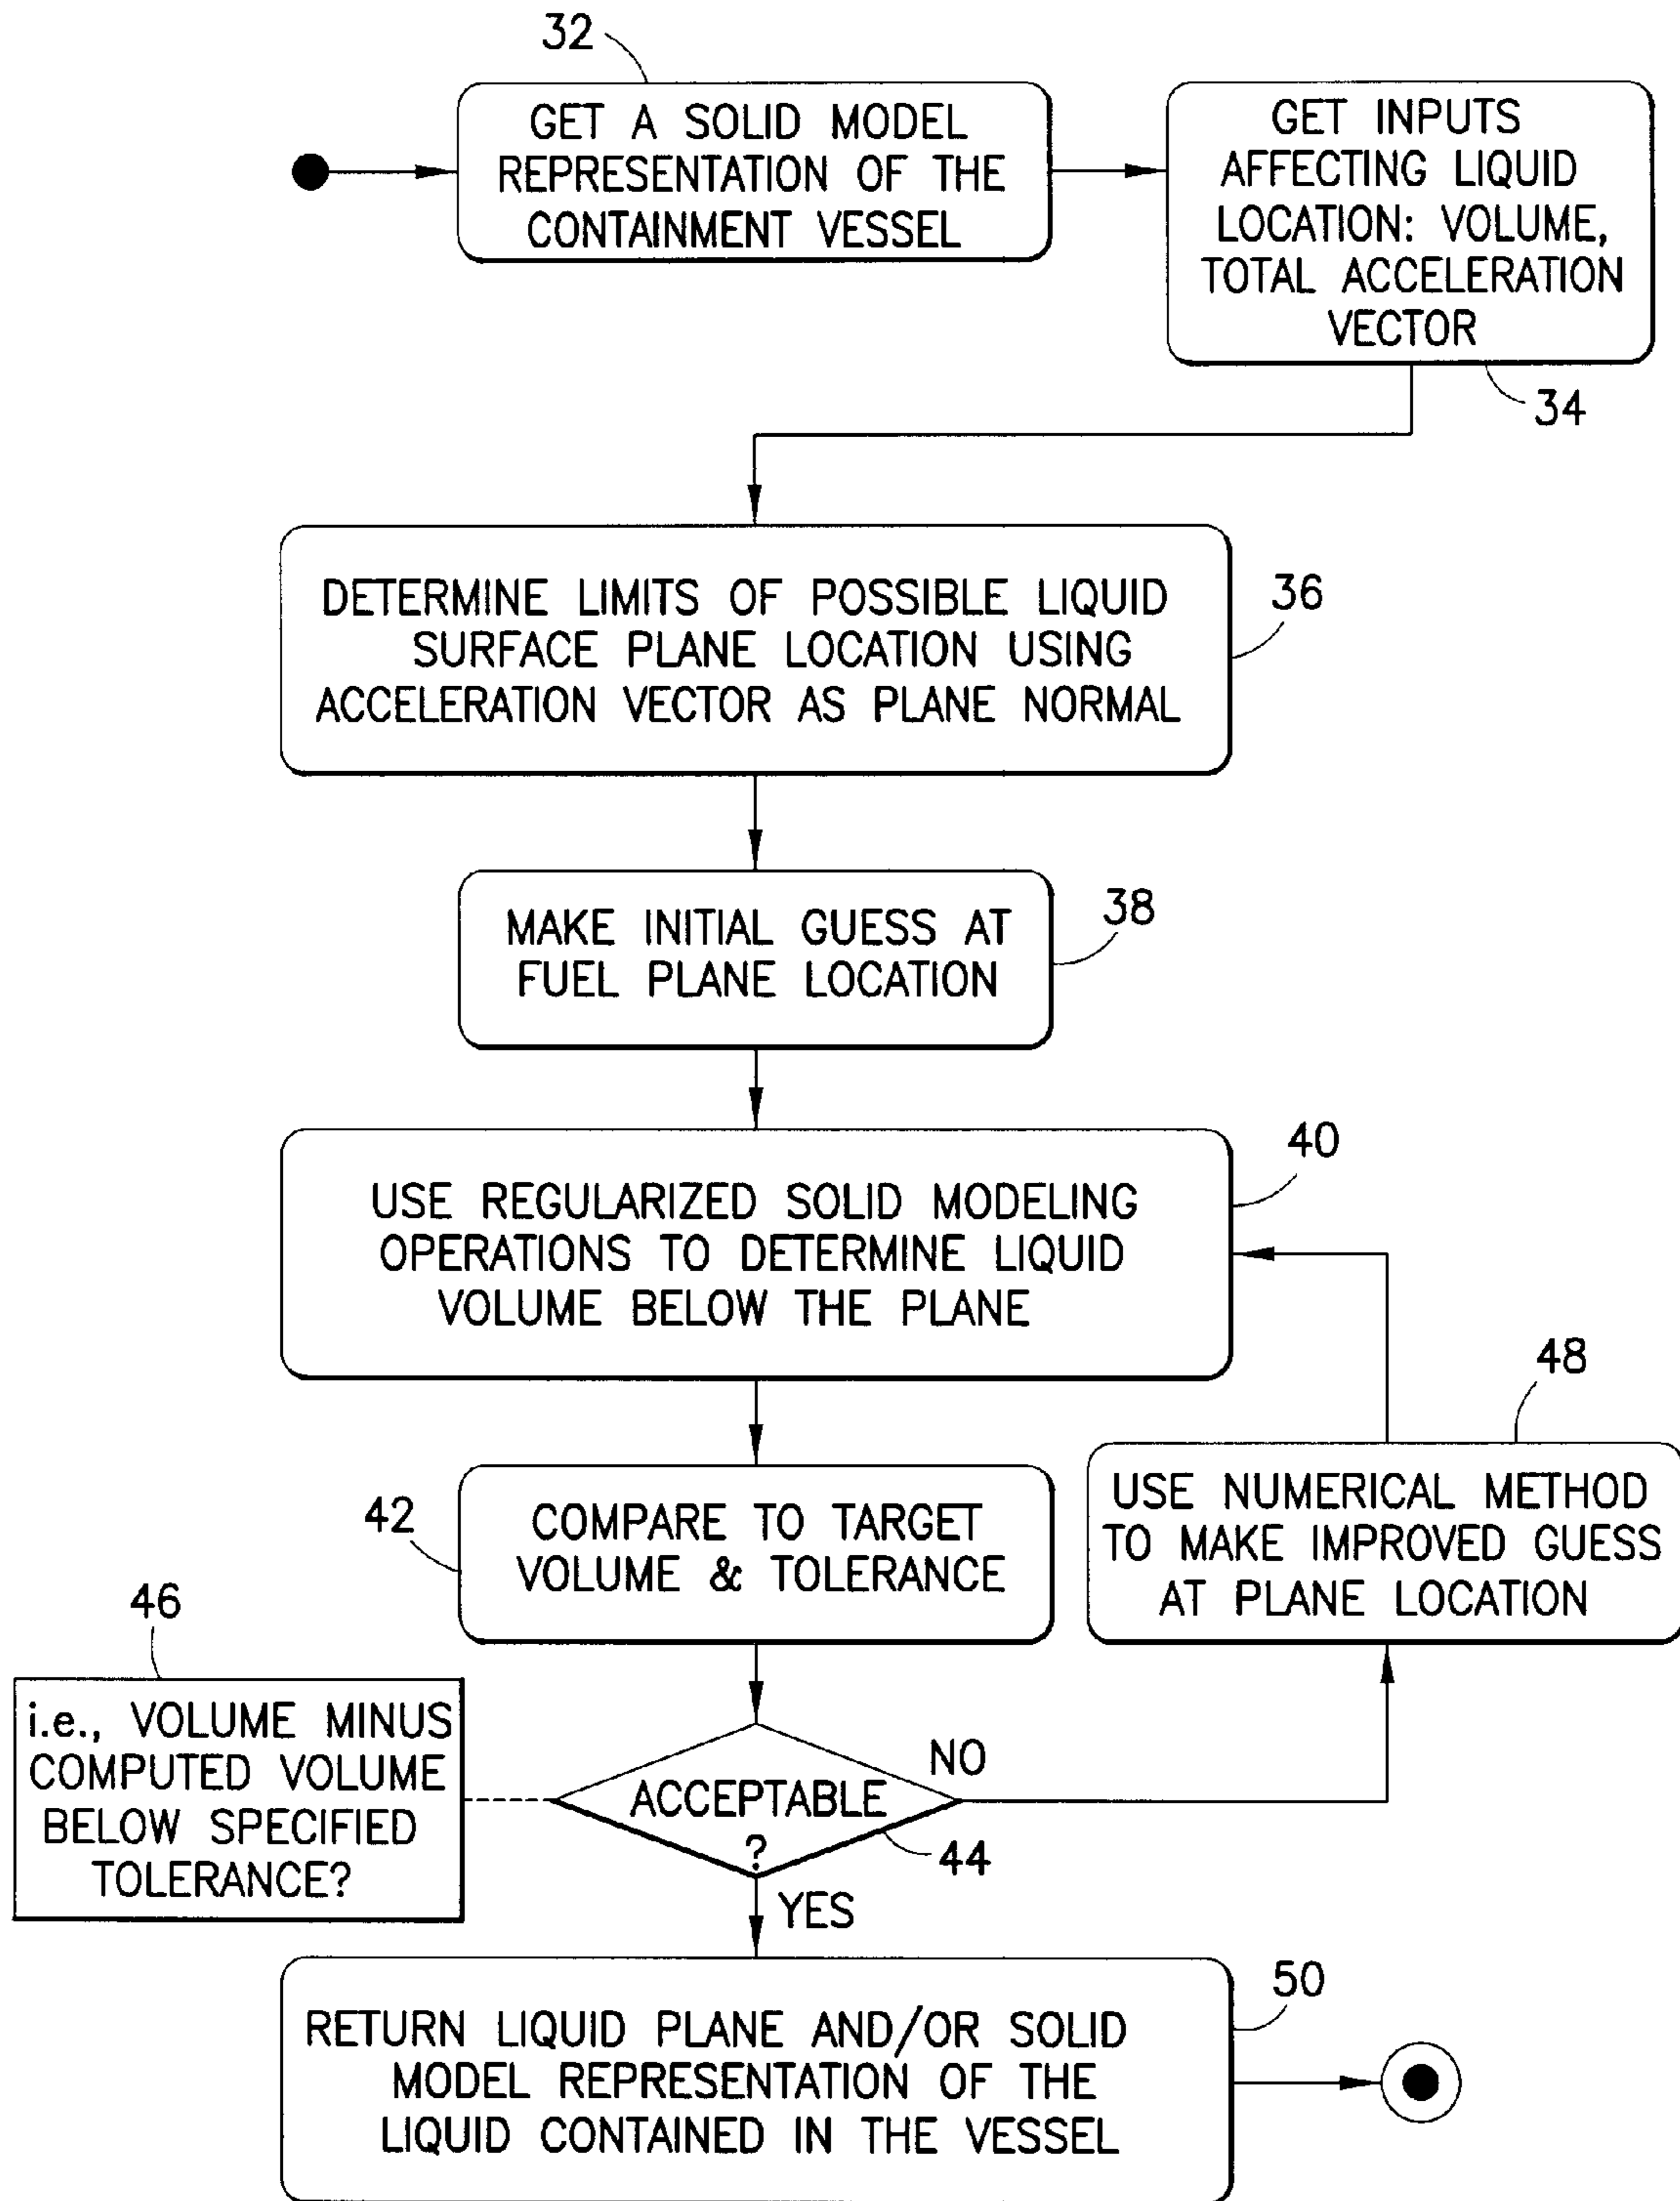 32
GET A SOLID MODEL
REPRESENTATION OF THE
CONTAINMENT VESSEL
GET INPUTS
AFFECTING LIQUID
LOCATION: VOLUME,
TOTAL ACCELERATION
VECTOR
34
DETERMINE LIMITS OF POSSIBLE LIQUID
SURFACE PLANE LOCATION USING
ACCELERATION VECTOR AS PLANE NORMAL
36
MAKE INITIAL GUESS AT
FUEL PLANE LOCATION
38
USE REGULARIZED SOLID MODELING
OPERATIONS TO DETERMINE LIQUID
VOLUME BELOW THE PLANE
40
48
USE NUMERICAL METHOD
TO MAKE IMPROVED GUESS
AT PLANE LOCATION
42
COMPARE TO TARGET
VOLUME & TOLERANCE
46
i.e., VOLUME MINUS
COMPUTED VOLUME
BELOW SPECIFIED
TOLERANCE?
NO
ACCEPTABLE
?
44
YES
50
RETURN LIQUID PLANE AND/OR SOLID
MODEL REPRESENTATION OF THE
LIQUID CONTAINED IN THE VESSEL